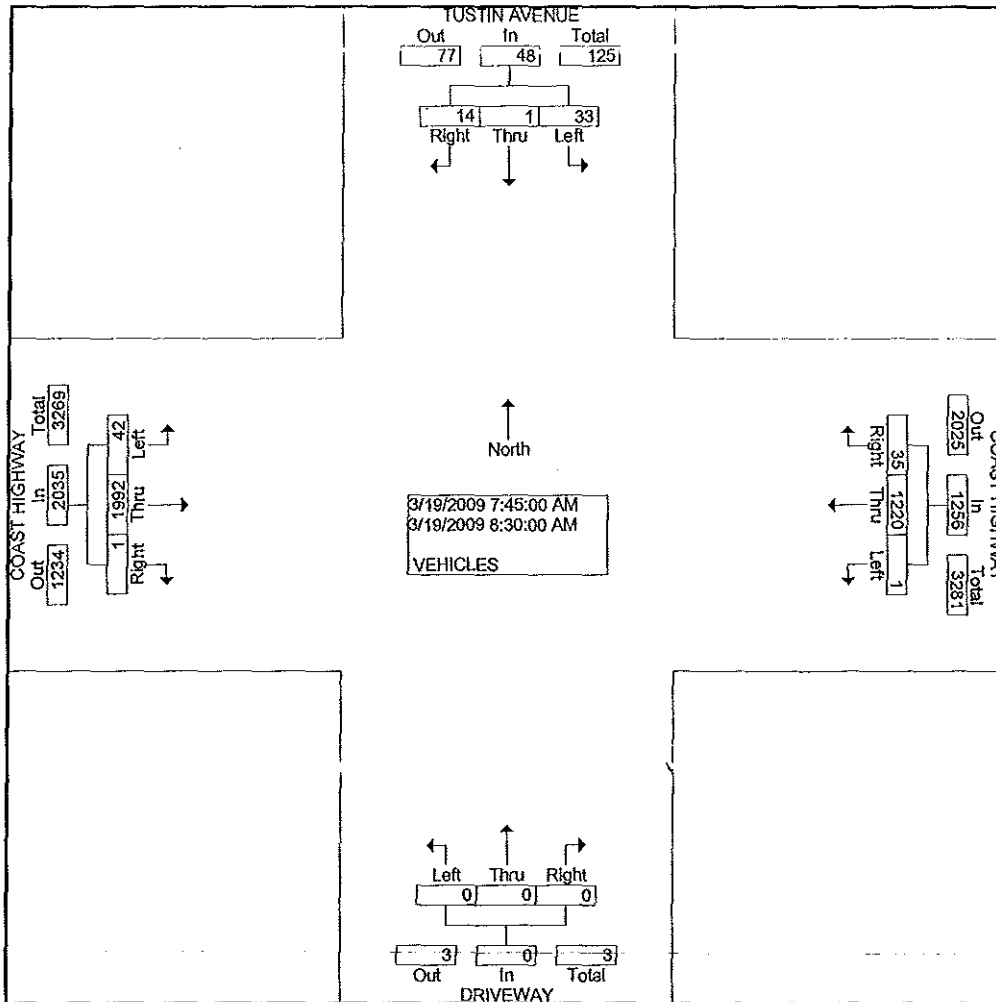 TUSTIN AVENUE
Out In Total
77 48 125
14 1 33
Right Thru Left
COAST HIGHWAY
Total In Out
3269 2035 1234
42 1992 1
Left Thru Right
North
3/19/2009 7:45:00 AM
3/19/2009 8:30:00 AM
VEHICLES
Right Thru Left
35 1220 1
2025 1256 3281
Out In Total
COAST HIGHWAY
Left Thru Right
0 0 0
3 0 3
Out In Total
DRIVEWAY